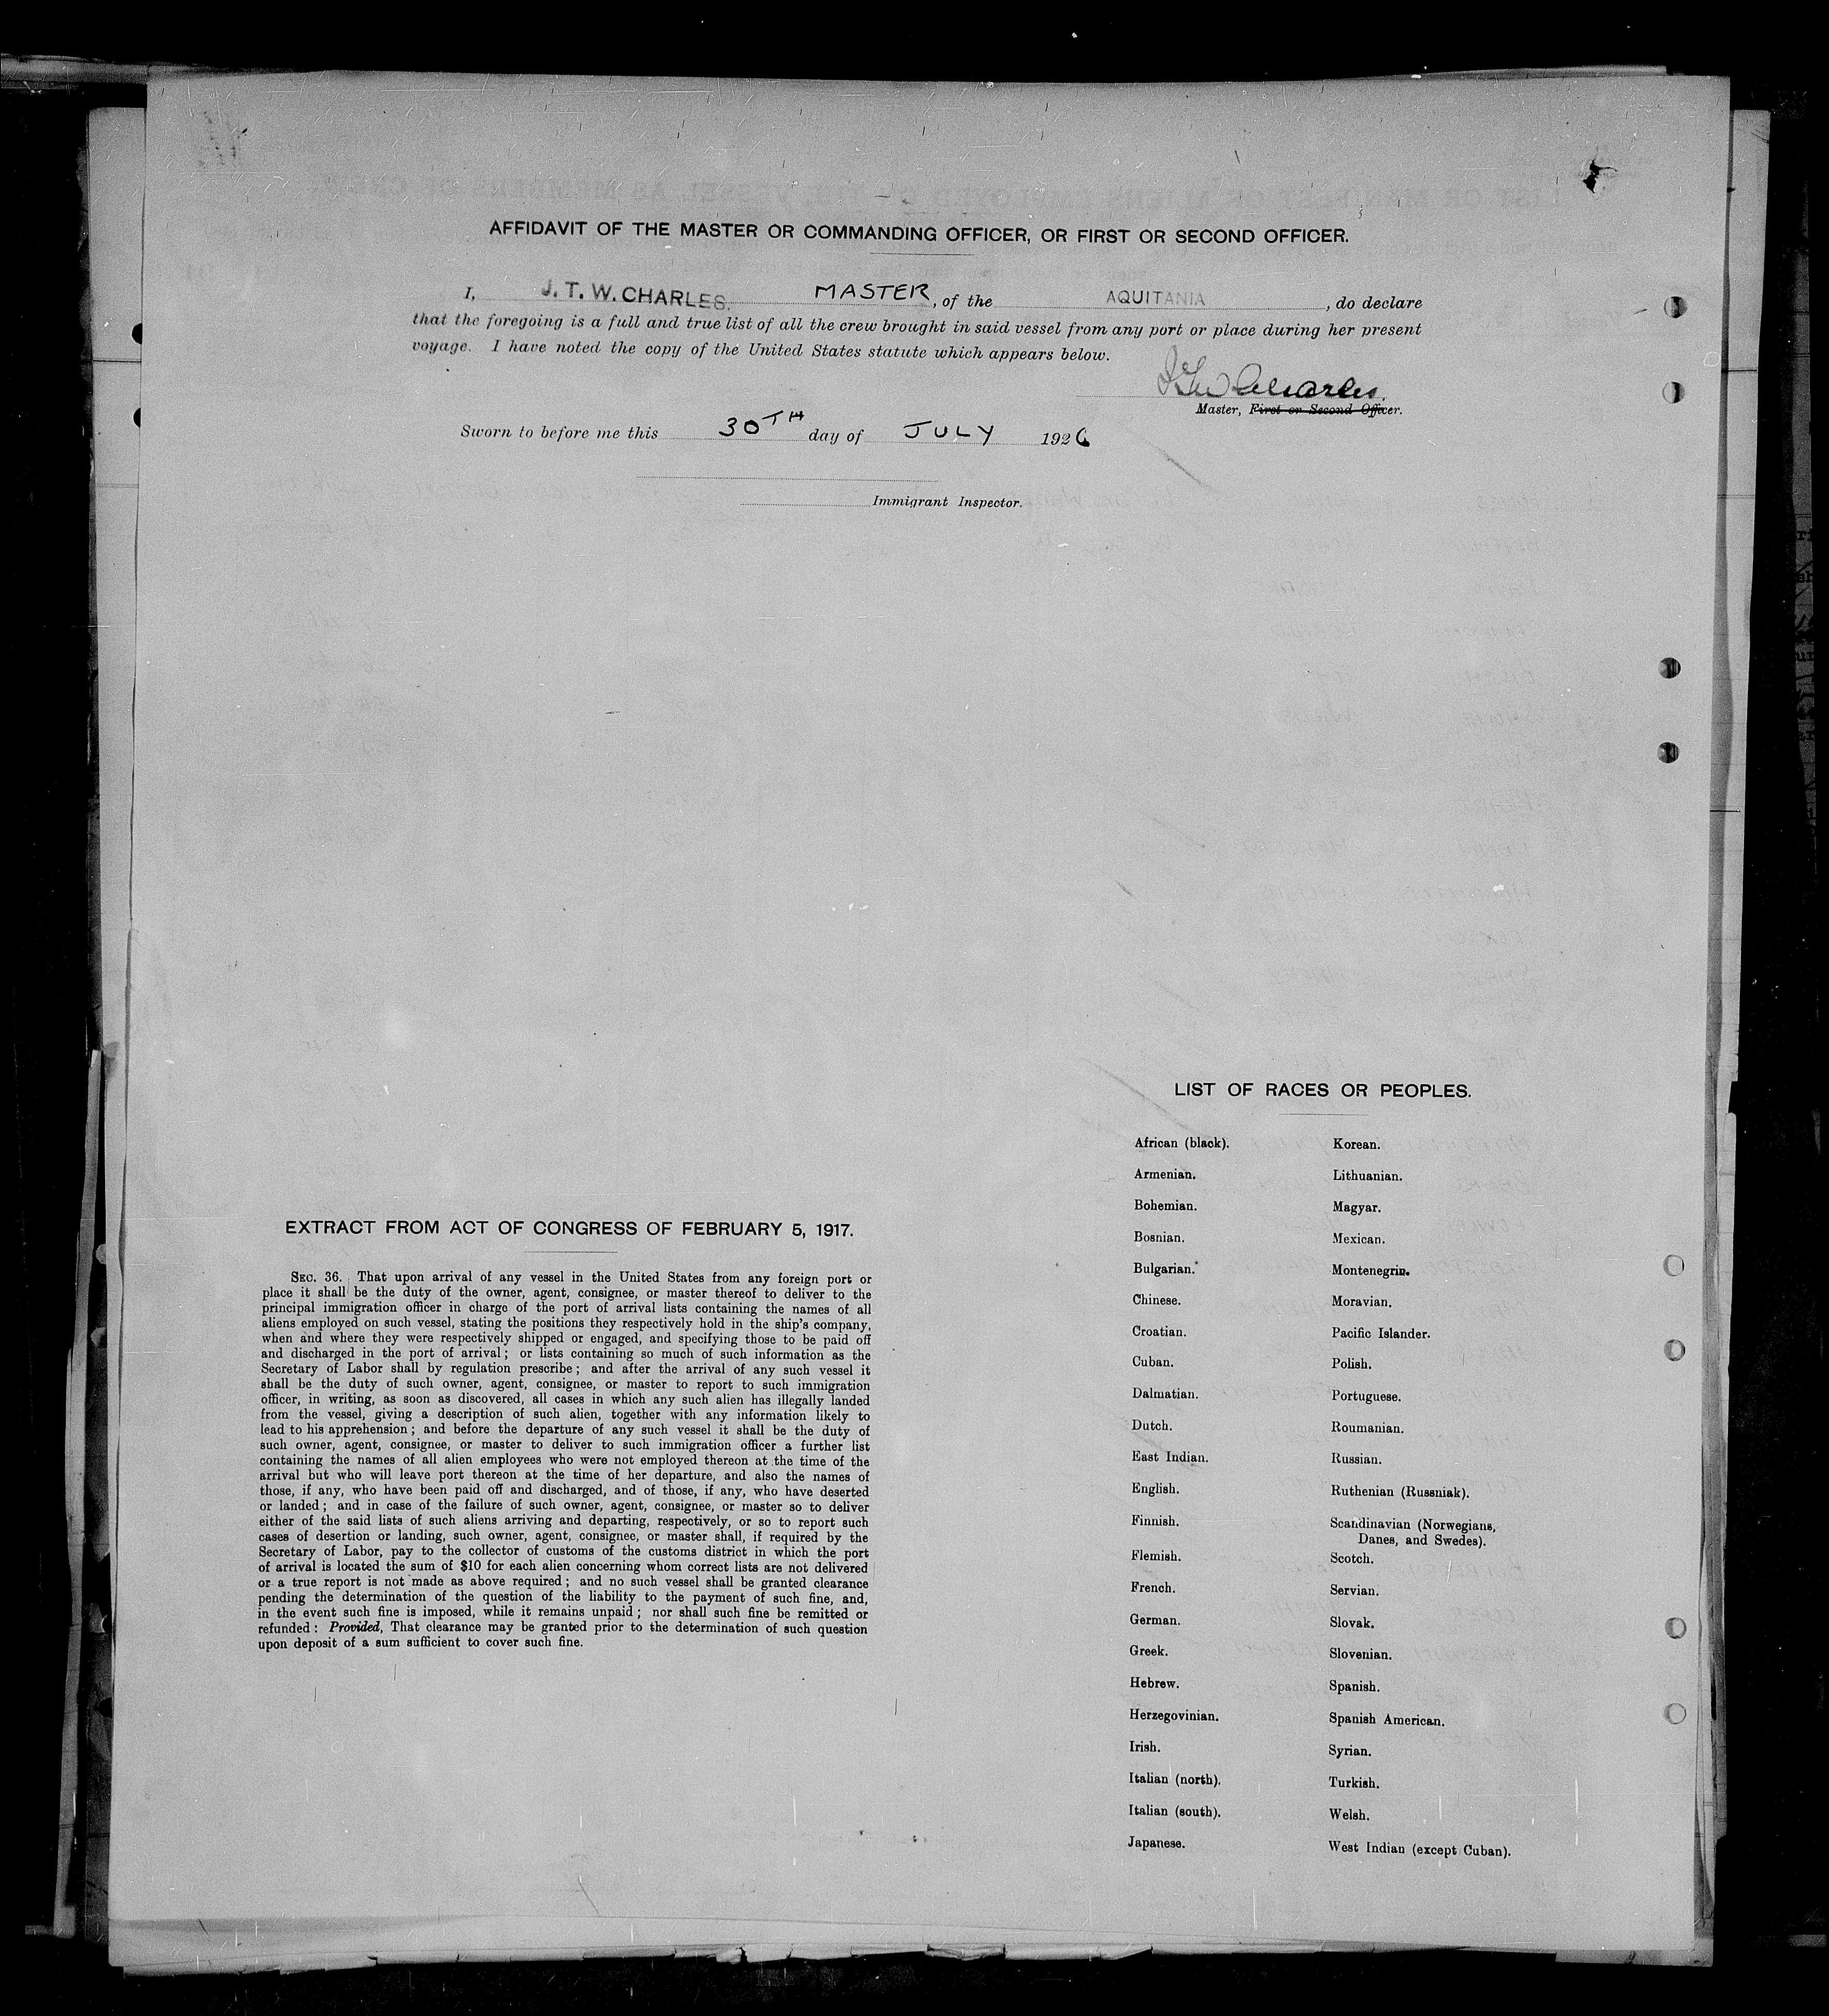 AFFIDAVIT OF THE MASTER OR COMMANDING OFFICER, OR FIRST OR SECOND OFFICER.
I, J. T. W. CHARLES. MASTER, of the AQUITANIA, do declare
that the foregoing is a full and true list of all the crew brought in said vessel from any port or place during her present
voyage. I have noted the copy of the United States statute which appears below.
J T W Charles.
Master, First or Second Officer.
Sworn to before me this 30TH day of JULY 1926
Immigrant Inspector.
EXTRACT FROM ACT OF CONGRESS OF FEBRUARY 5, 1917.
SEC. 36. That upon arrival of any vessel in the United States from any foreign port or
place it shall be the duty of the owner, agent, consignee, or master thereof to deliver to the
principal immigration officer in charge of the port of arrival lists containing the names of all
aliens employed on such vessel, stating the positions they respectively hold in the ship's company,
when and where they were respectively shipped or engaged, and specifying those to be paid off
and discharged in the port of arrival; or lists containing so much of such information as the
Secretary of Labor shall by regulation prescribe; and after the arrival of any such vessel it
shall be the duty of such owner, agent, consignee, or master to report to such immigration
officer, in writing, as soon as discovered, all cases in which any such alien has illegally landed
from the vessel, giving a description of such alien, together with any information likely to
lead to his apprehension; and before the departure of any such vessel it shall be the duty of
such owner, agent, consignee, or master to deliver to such immigration officer a further list
containing the names of all alien employees who were not employed thereon at the time of the
arrival but who will leave port thereon at the time of her departure, and also the names of
those, if any, who have been paid off and discharged, and of those, if any, who have deserted
or landed; and in case of the failure of such owner, agent, consignee, or master so to deliver
either of the said lists of such aliens arriving and departing, respectively, or so to report such
cases of desertion or landing, such owner, agent, consignee, or master shall, if required by the
Secretary of Labor, pay to the collector of customs of the customs district in which the port
of arrival is located the sum of $10 for each alien concerning whom correct lists are not delivered
or a true report is not made as above required; and no such vessel shall be granted clearance
pending the determination of the question of the liability to the payment of such fine, and,
in the event such fine is imposed, while it remains unpaid; nor shall such fine be remitted or
refunded: Provided, That clearance may be granted prior to the determination of such question
upon deposit of a sum sufficient to cover such fine.
LIST OF RACES OR PEOPLES.
African (black).
Armenian.
Bohemian.
Bosnian.
Bulgarian.
Chinese.
Croatian.
Cuban.
Dalmatian.
Dutch.
East Indian.
English.
Finnish.
Flemish.
French.
German.
Greek.
Hebrew.
Herzegovinian.
Irish.
Italian (north).
Italian (south).
Japanese.
Korean.
Lithuanian.
Magyar.
Mexican.
Montenegrin.
Moravian.
Pacific Islander.
Polish.
Portuguese.
Roumanian.
Russian.
Ruthenian (Russniak).
Scandinavian (Norwegians,
Danes, and Swedes).
Scotch.
Servian.
Slovak.
Slovenian.
Spanish.
Spanish American.
Syrian.
Turkish.
Welsh.
West Indian (except Cuban).